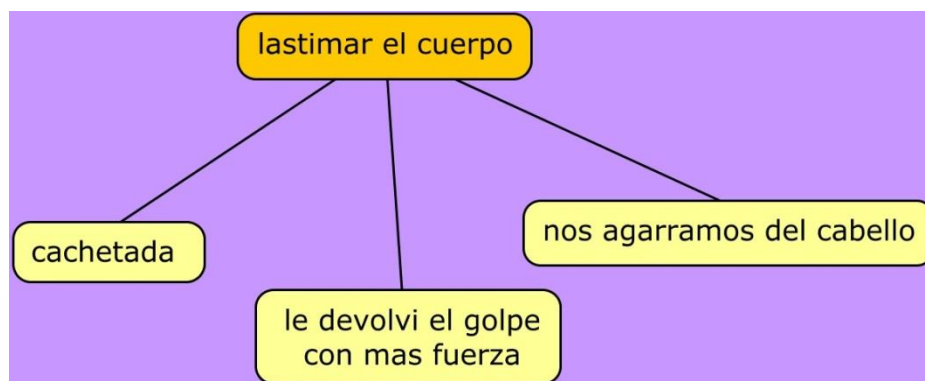 lastimar el cuerpo
cachetada
nos agarramos del cabello
le devolvi el golpe
con mas fuerza